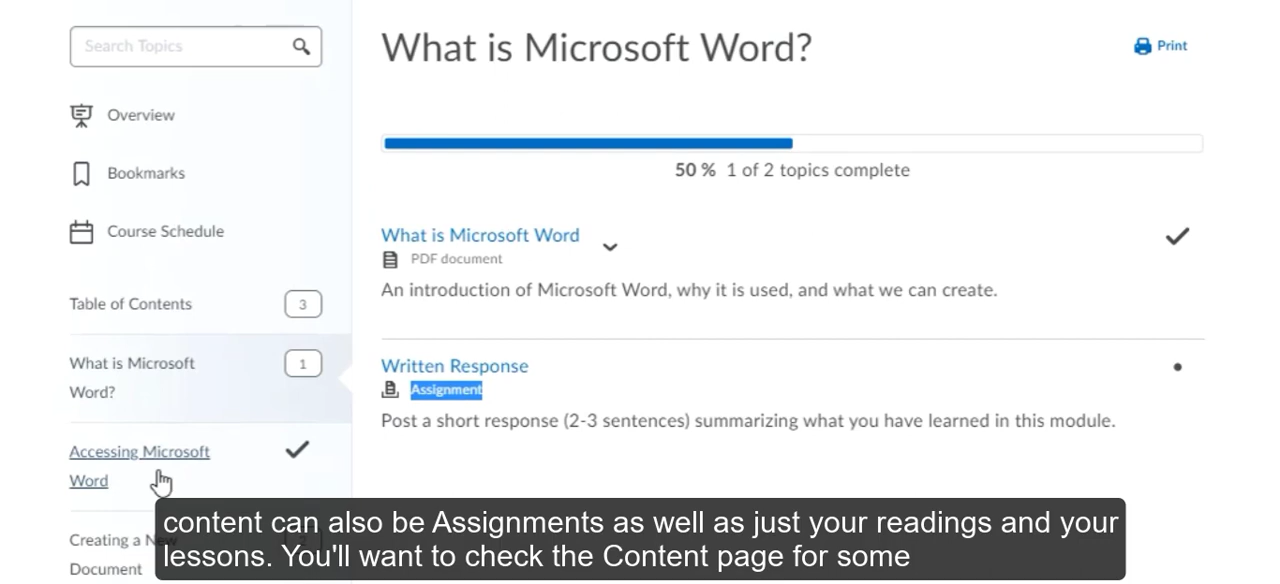 Search Topics
Overview
Bookmarks
Course Schedule
Table of Contents
3
What is Microsoft
Word?
1
Accessing Microsoft
Word
Creating a
Document
What is Microsoft Word?
Print
50 % 1 of 2 topics complete
What is Microsoft Word
PDF document
An introduction of Microsoft Word, why it is used, and what we can create.
Written Response
Assignment
Post a short response (2-3 sentences) summarizing what you have learned in this module.
content can also be Assignments as well as just your readings and your
lessons. You'll want to check the Content page for some